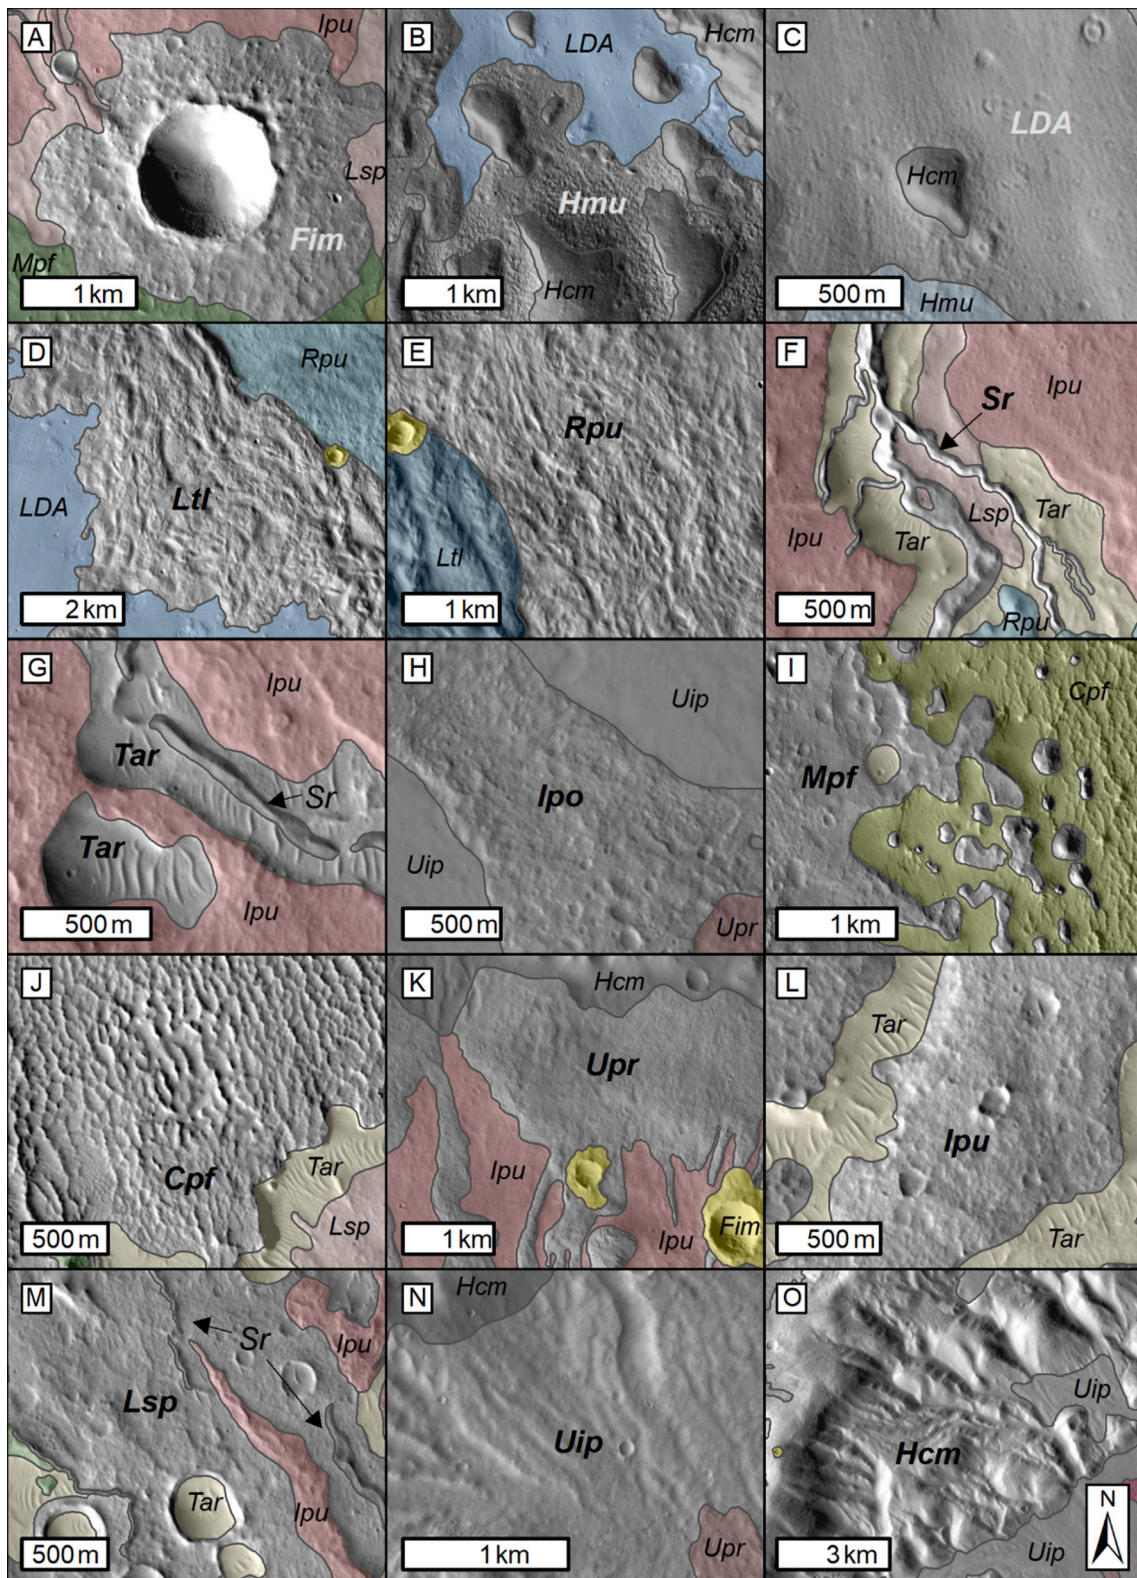 A
Ipu
Lsp
Fim
Mpf
1 km
B
LDA
Hcm
Hmu
Hcm
1 km
C
LDA
Hcm
Hmu
500 m
D
Rpu
LDA
Ltl
2 km
E
Rpu
Ltl
1 km
F
Ipu
Sr
Ipu
Lsp
Tar
Tar
Rpu
500 m
G
Ipu
Tar
Sr
Tar
Ipu
500 m
H
Uip
Ipo
Uip
Upr
500 m
I
Cpf
Mpf
1 km
J
Cpf
Tar
Lsp
500 m
K
Hcm
Upr
Ipu
Ipu
Fim
1 km
L
Tar
Ipu
Tar
500 m
M
Sr
Ipu
Lsp
Tar
Ipu
500 m
N
Hcm
Uip
Upr
1 km
O
Uip
Hcm
Uip
N
3 km